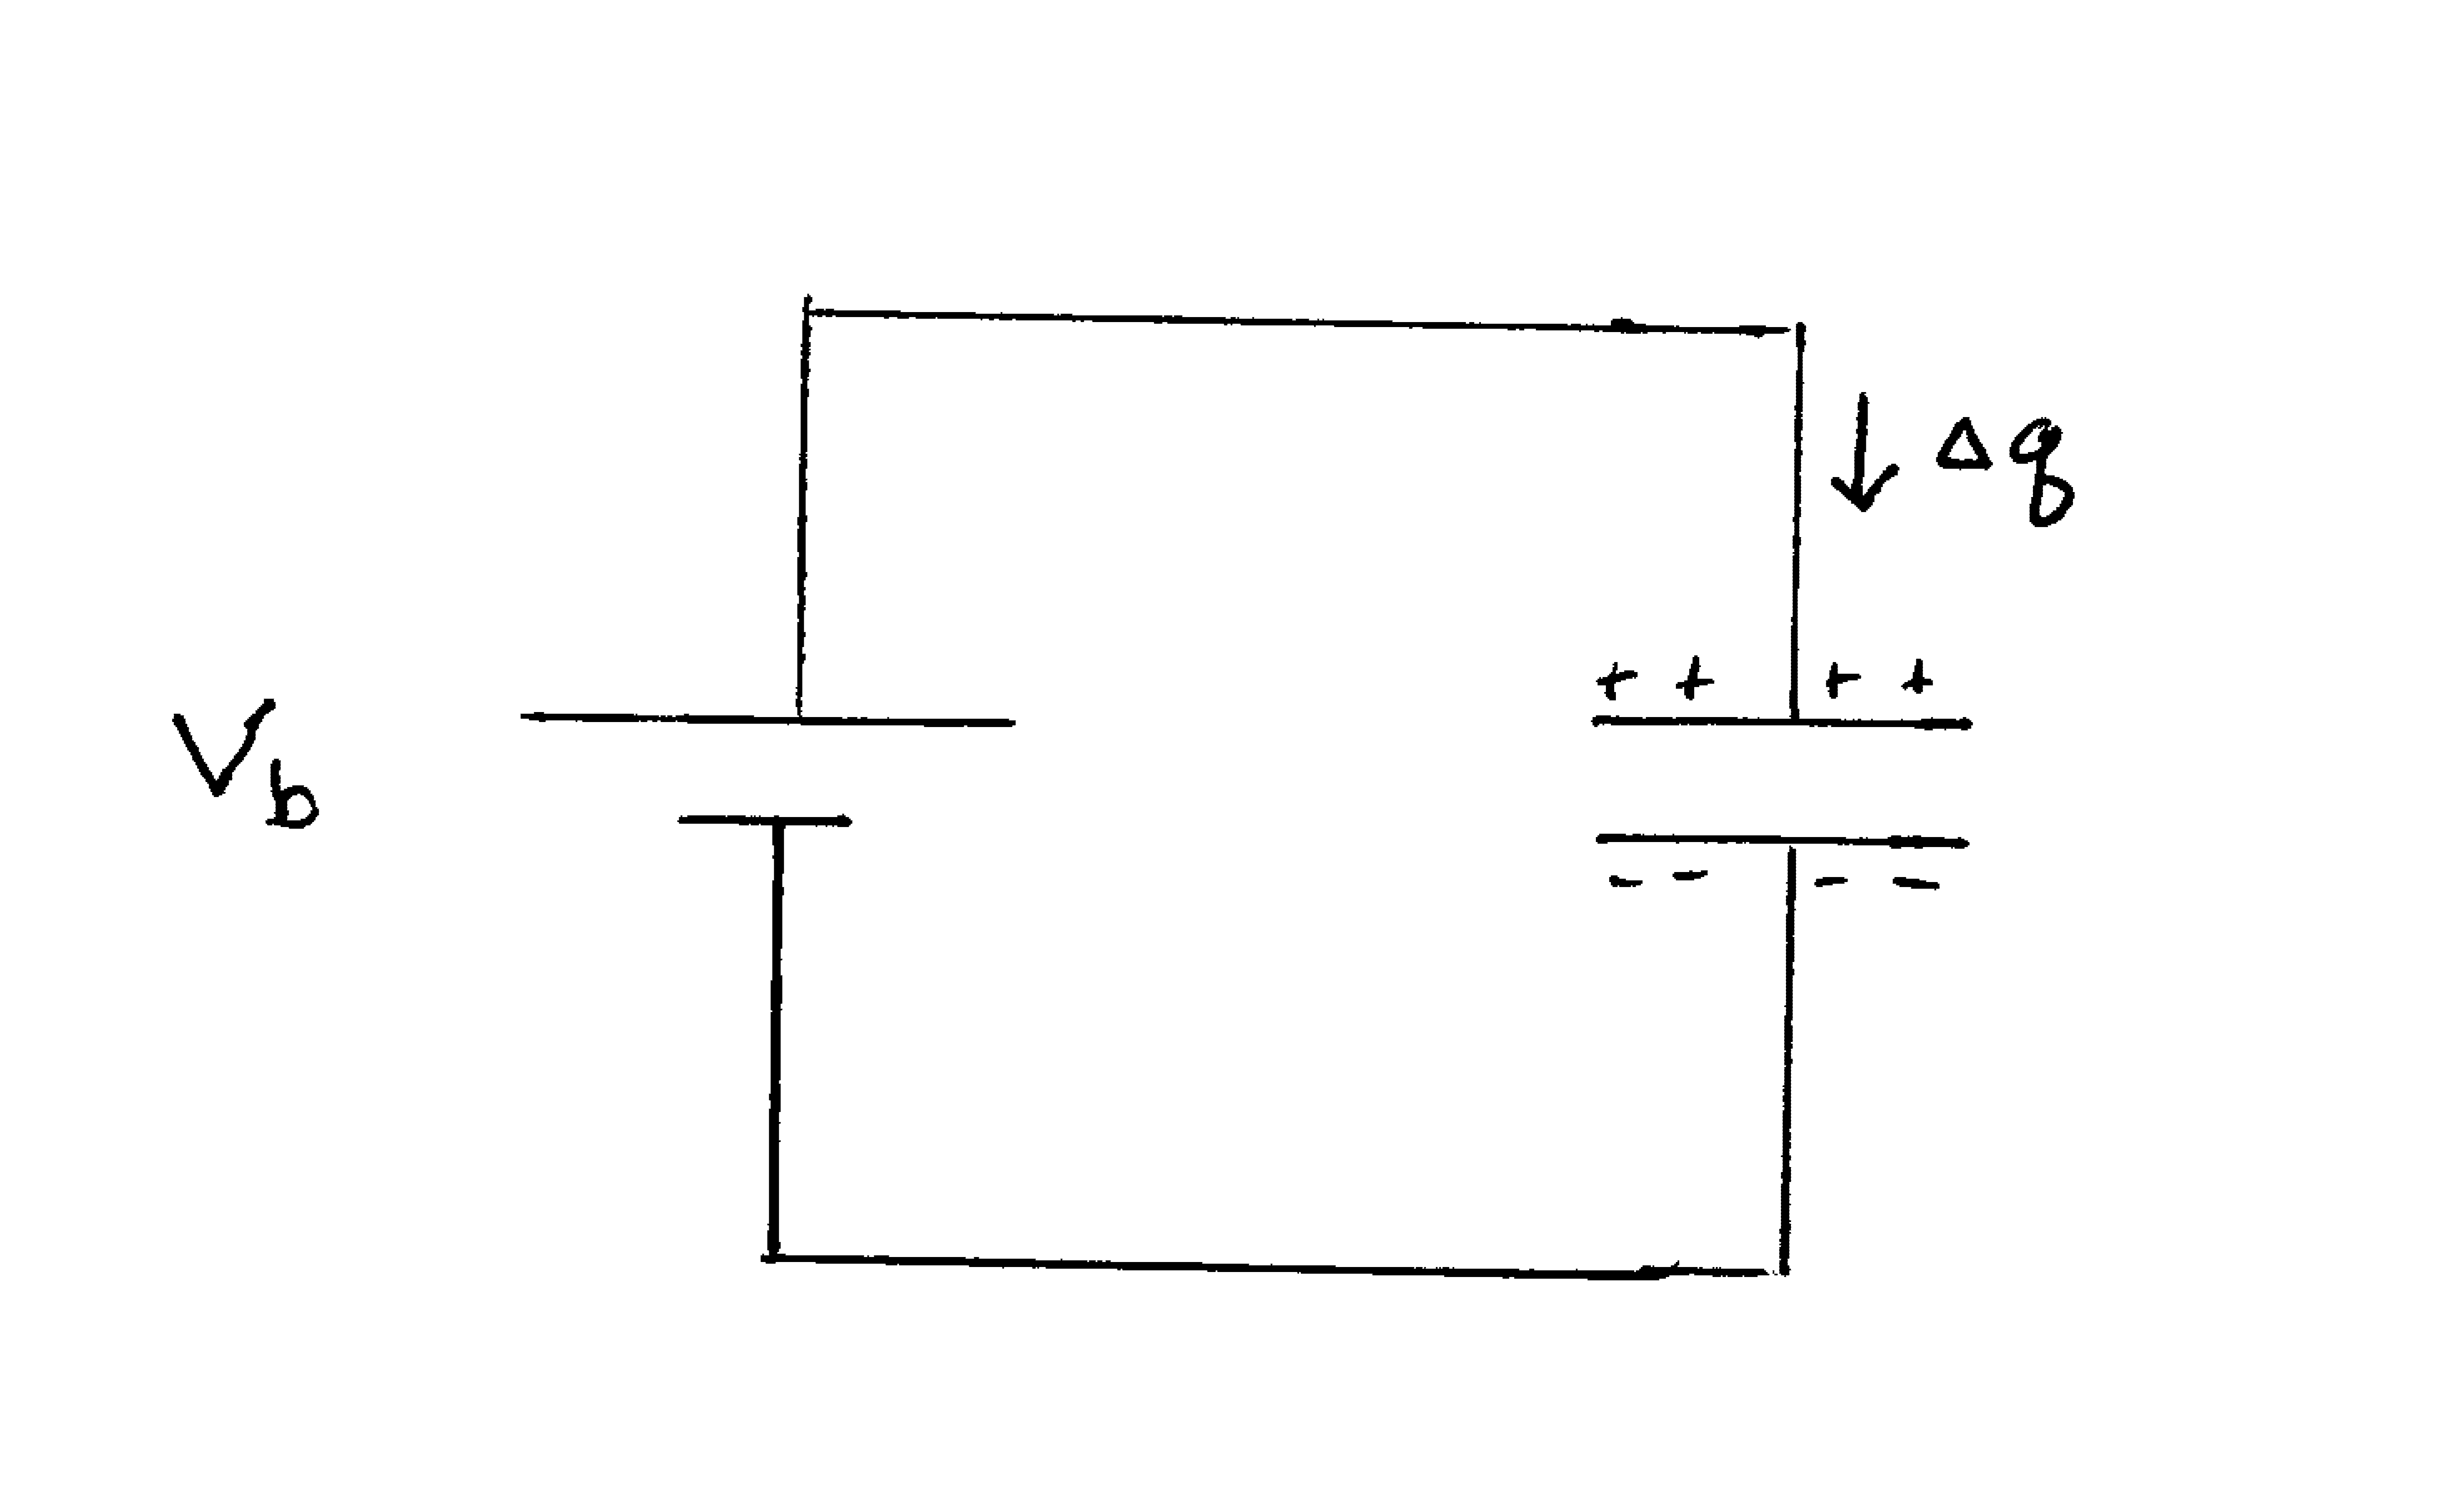 Δq
+ + + +
V_b
- - - -